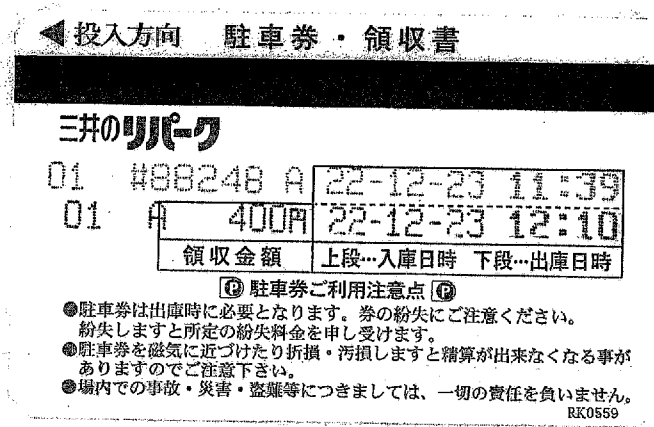 ◀投入方向 駐車券・領収書
三井のリパーク
01 #88248 A 22-12-23 11:39
01 A 400円 22-12-23 12:10
領収金額 上段…入庫日時 下段…出庫日時
Ⓟ 駐車券ご利用注意点 Ⓟ
●駐車券は出庫時に必要となります。券の紛失にご注意ください。
紛失しますと所定の紛失料金を申し受けます。
●駐車券を磁気に近づけたり折損・汚損しますと精算が出来なくなる事が
ありますのでご注意下さい。
●場内での事故・災害・盗難等につきましては、一切の責任を負いません。
RK0559